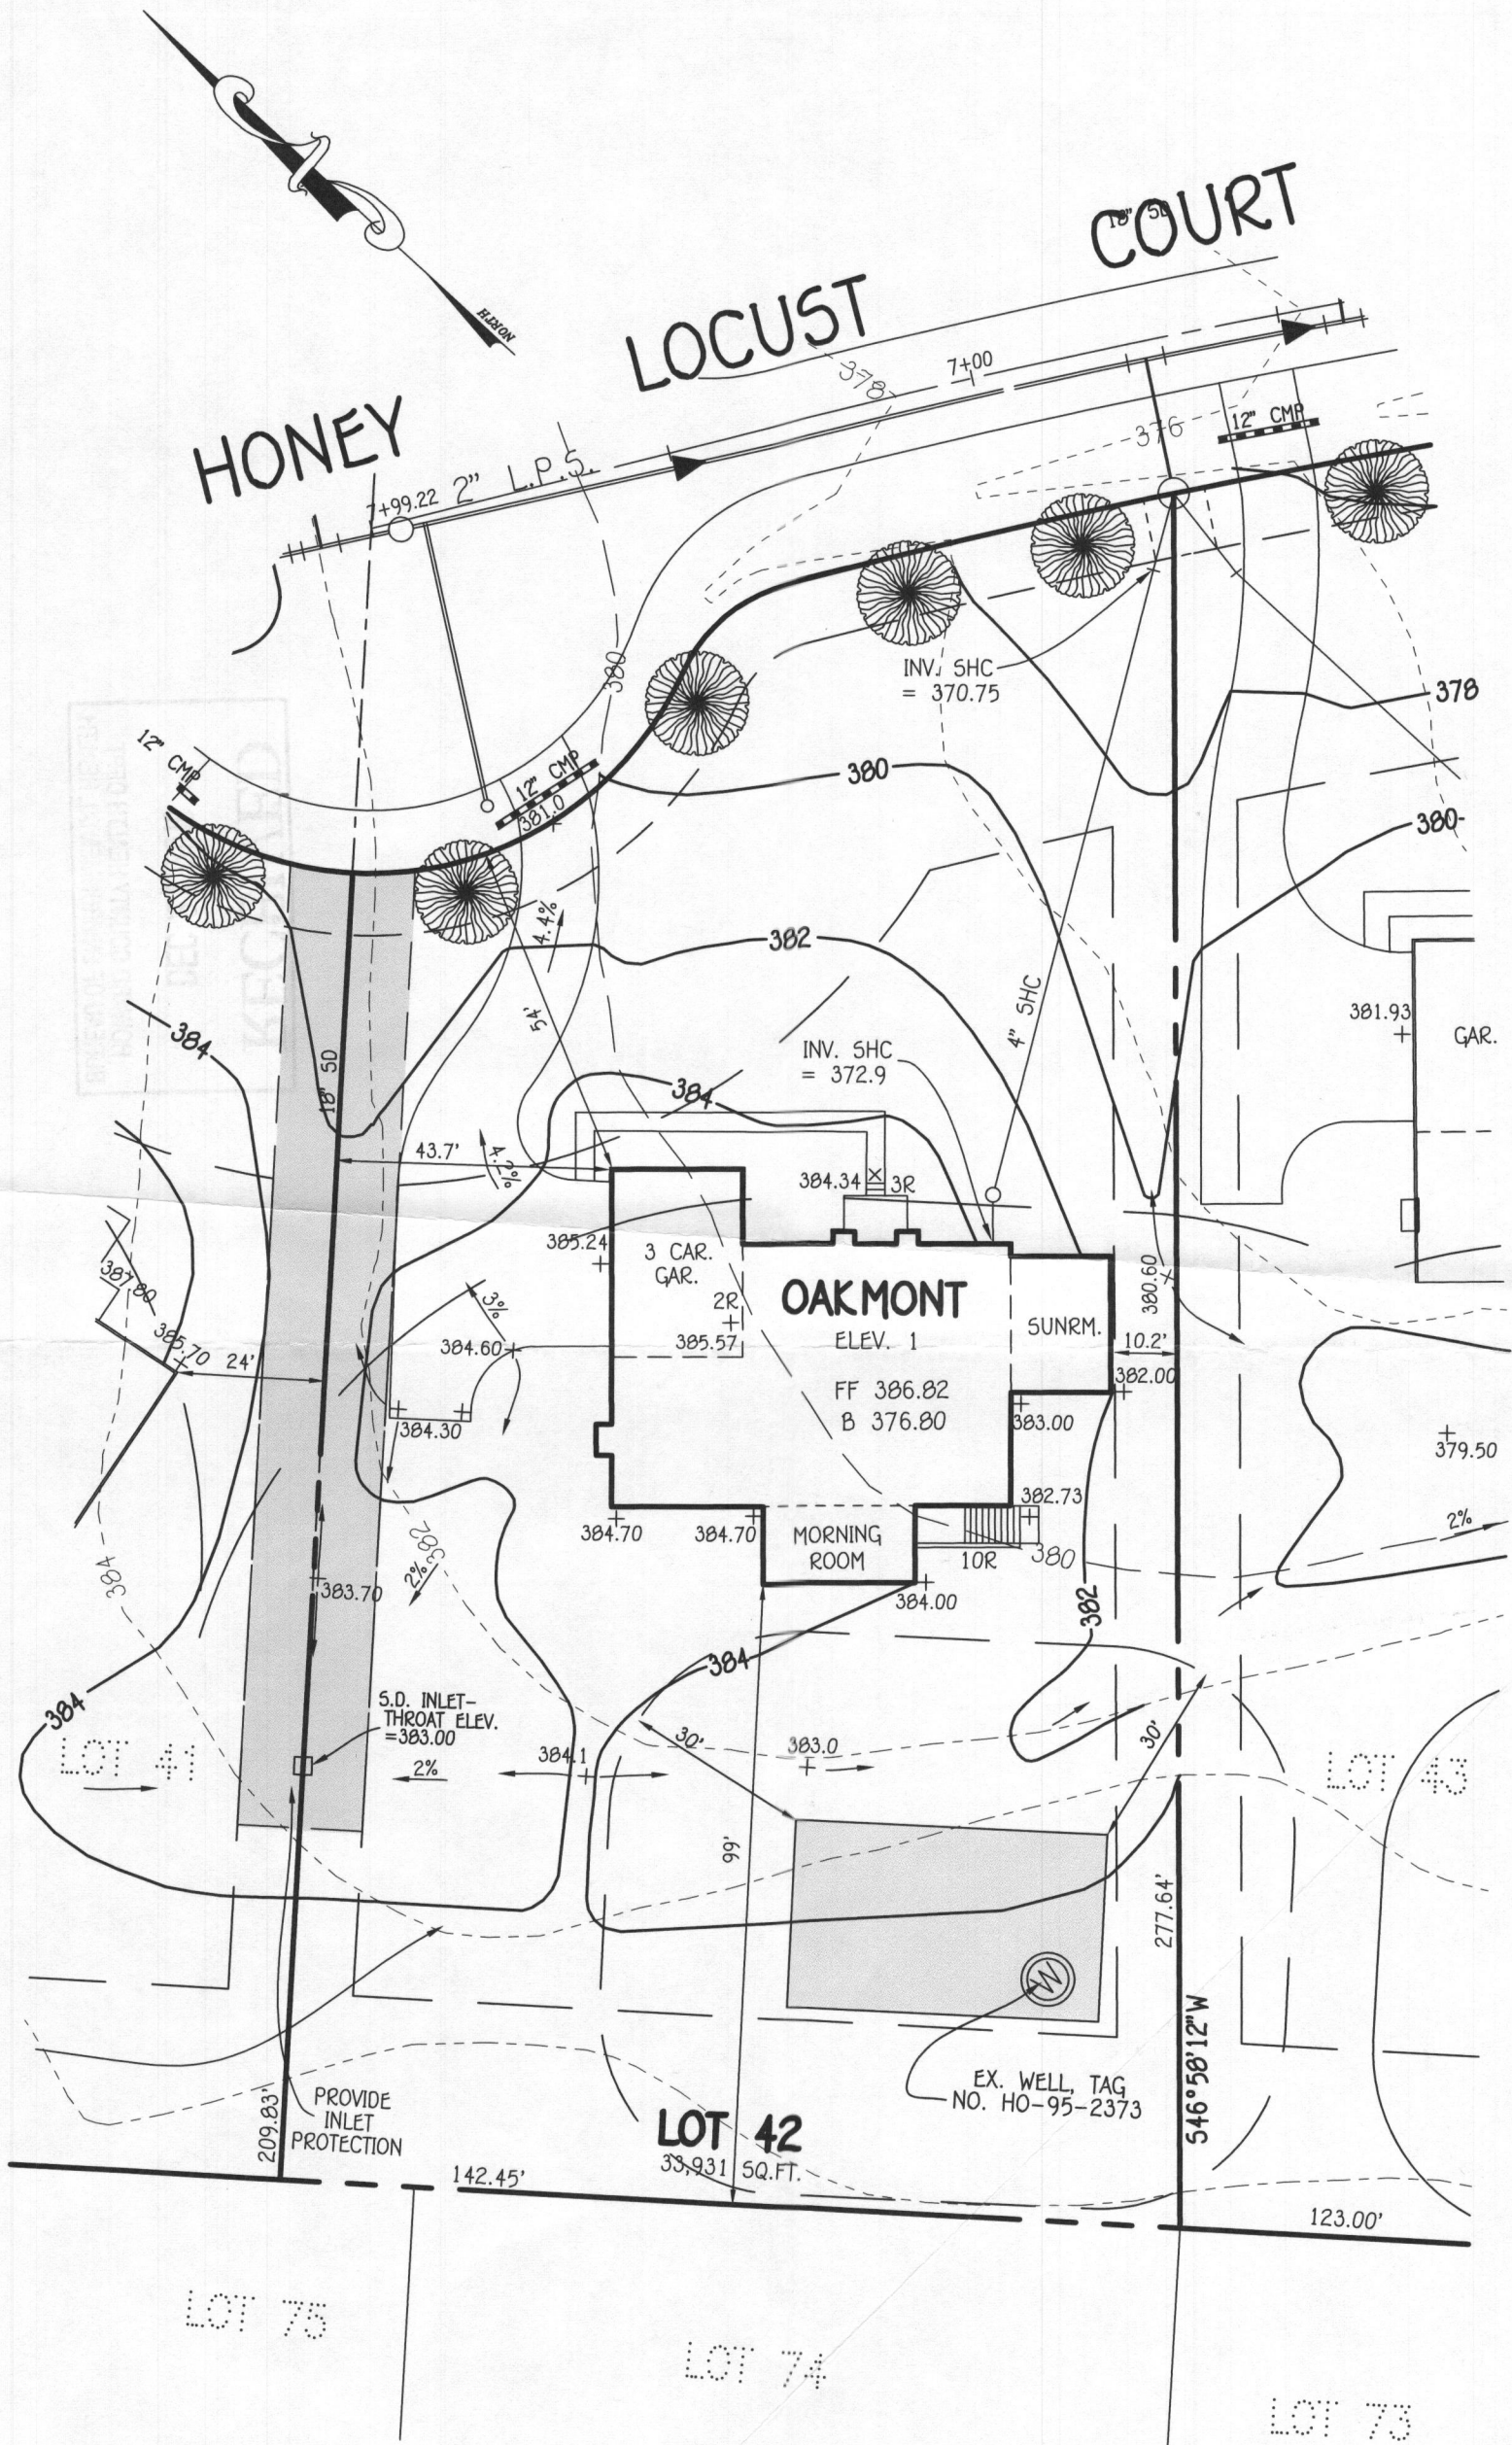 NORTH
HONEY
LOCUST
COURT
18" SD
7+00
378
376
12" CMP
7+99.22
2" L.P.S.
380
INV. SHC
= 370.75
378
380
380
12" CMP
12" CMP
381.0
4.4%
382
384
54'
4" SHC
381.93
GAR.
INV. SHC
= 372.9
18" SD
384
43.7'
4.2%
384.34
3R
385.24
3 CAR.
GAR.
2R
385.57
OAKMONT
ELEV. 1
FF 386.82
B 376.80
SUNRM.
380.60
10.2'
382.00
383.00
387.80
385.70
24'
3%
384.60
384.30
379.50
2%
382.73
384.70
384.70
MORNING
ROOM
10R
380
384.00
382
384
382
2%
383.70
384
384
S.D. INLET-
THROAT ELEV.
=383.00
LOT 41
2%
384.1
30'
383.0
30'
LOT 43
99'
277.64'
S46°58'12"W
EX. WELL, TAG
NO. HO-95-2373
W
209.83'
PROVIDE
INLET
PROTECTION
LOT 42
33,931 SQ.FT.
142.45'
123.00'
LOT 75
LOT 74
LOT 73